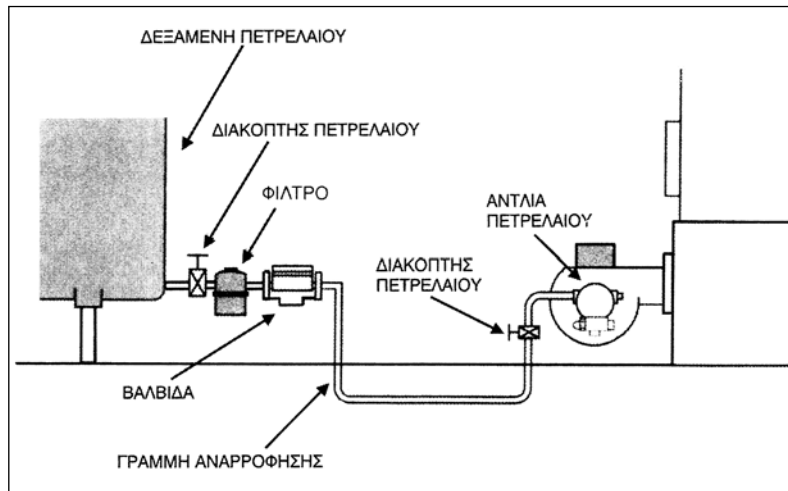 ΔΕΞΑΜΕΝΗ ΠΕΤΡΕΛΑΙΟΥ
ΔΙΑΚΟΠΤΗΣ ΠΕΤΡΕΛΑΙΟΥ
ΦΙΛΤΡΟ
ΑΝΤΛΙΑ
ΠΕΤΡΕΛΑΙΟΥ
ΔΙΑΚΟΠΤΗΣ
ΠΕΤΡΕΛΑΙΟΥ
ΒΑΛΒΙΔΑ
ΓΡΑΜΜΗ ΑΝΑΡΡΟΦΗΣΗΣ